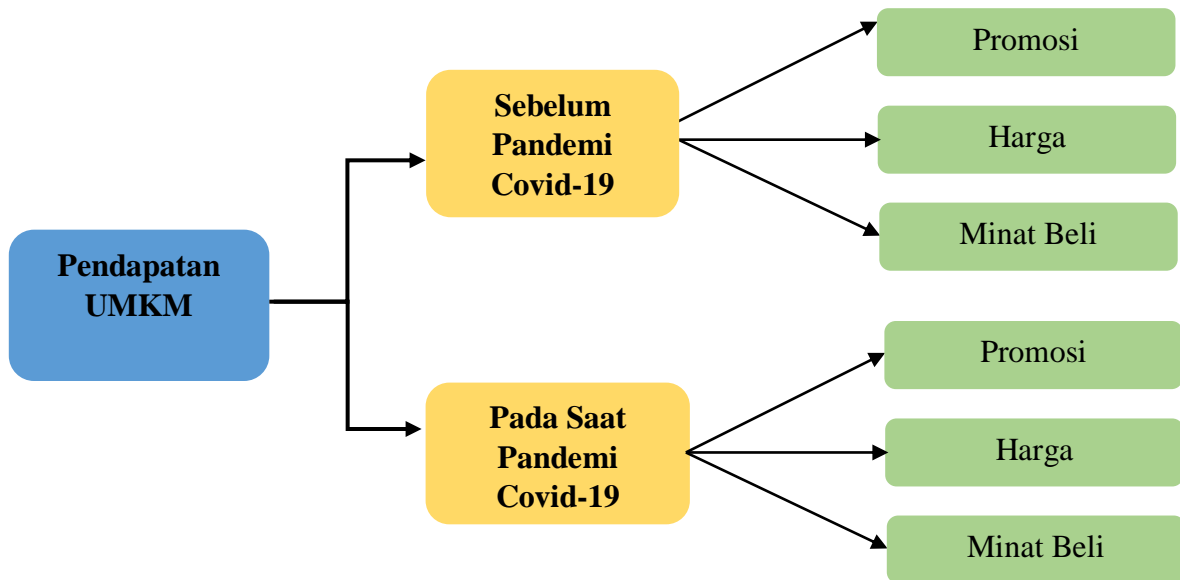 Pendapatan
UMKM
Sebelum
Pandemi
Covid-19
Promosi
Harga
Minat Beli
Pada Saat
Pandemi
Covid-19
Promosi
Harga
Minat Beli